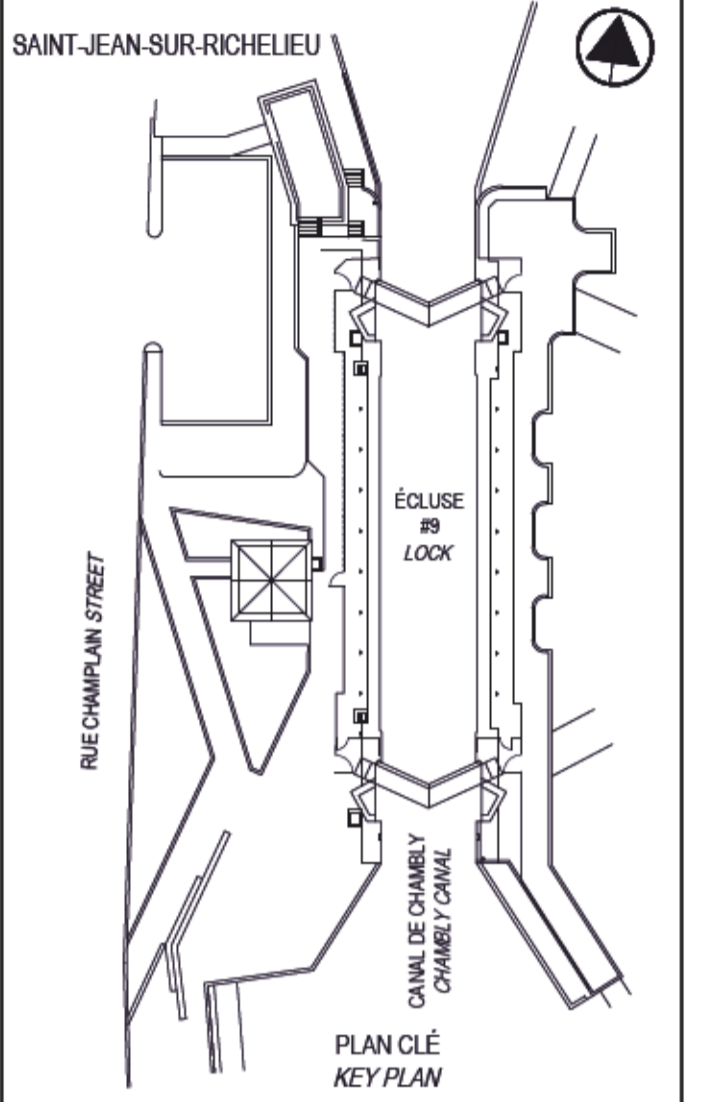 SAINT-JEAN-SUR-RICHELIEU
ÉCLUSE
#9
LOCK
RUE CHAMPLAIN STREET
CANAL DE CHAMBLY
CHAMBLY CANAL
PLAN CLÉ
KEY PLAN